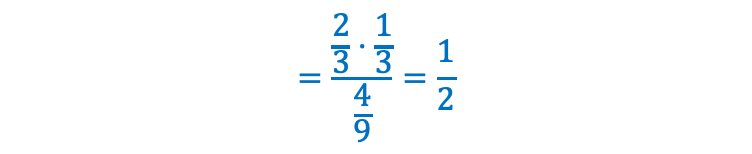 = (2/3 · 1/3) / (4/9) = 1/2